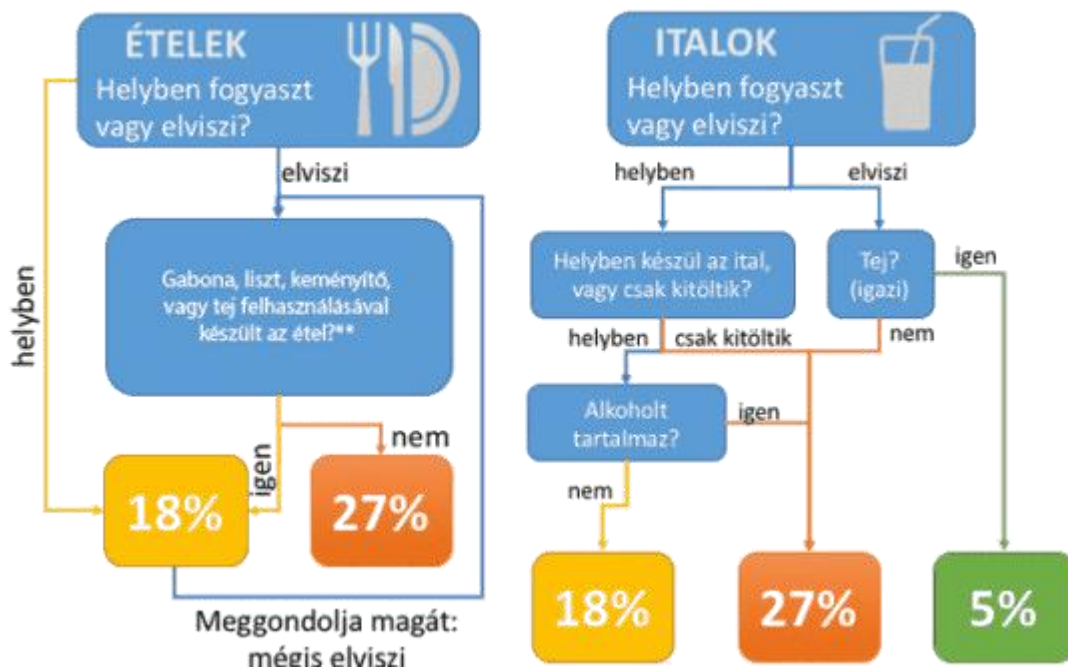 ÉTELEK
Helyben fogyaszt
vagy elviszi?
helyben
elviszi
Gabona, liszt, keményítő,
vagy tej felhasználásával
készült az étel?**
igen
nem
18%
27%
Meggondolja magát:
mégis elviszi
ITALOK
Helyben fogyaszt
vagy elviszi?
helyben
elviszi
Helyben készül az ital,
vagy csak kitöltik?
Tej?
(igazi)
igen
helyben
csak kitöltik
nem
Alkoholt
tartalmaz?
igen
nem
18%
27%
5%